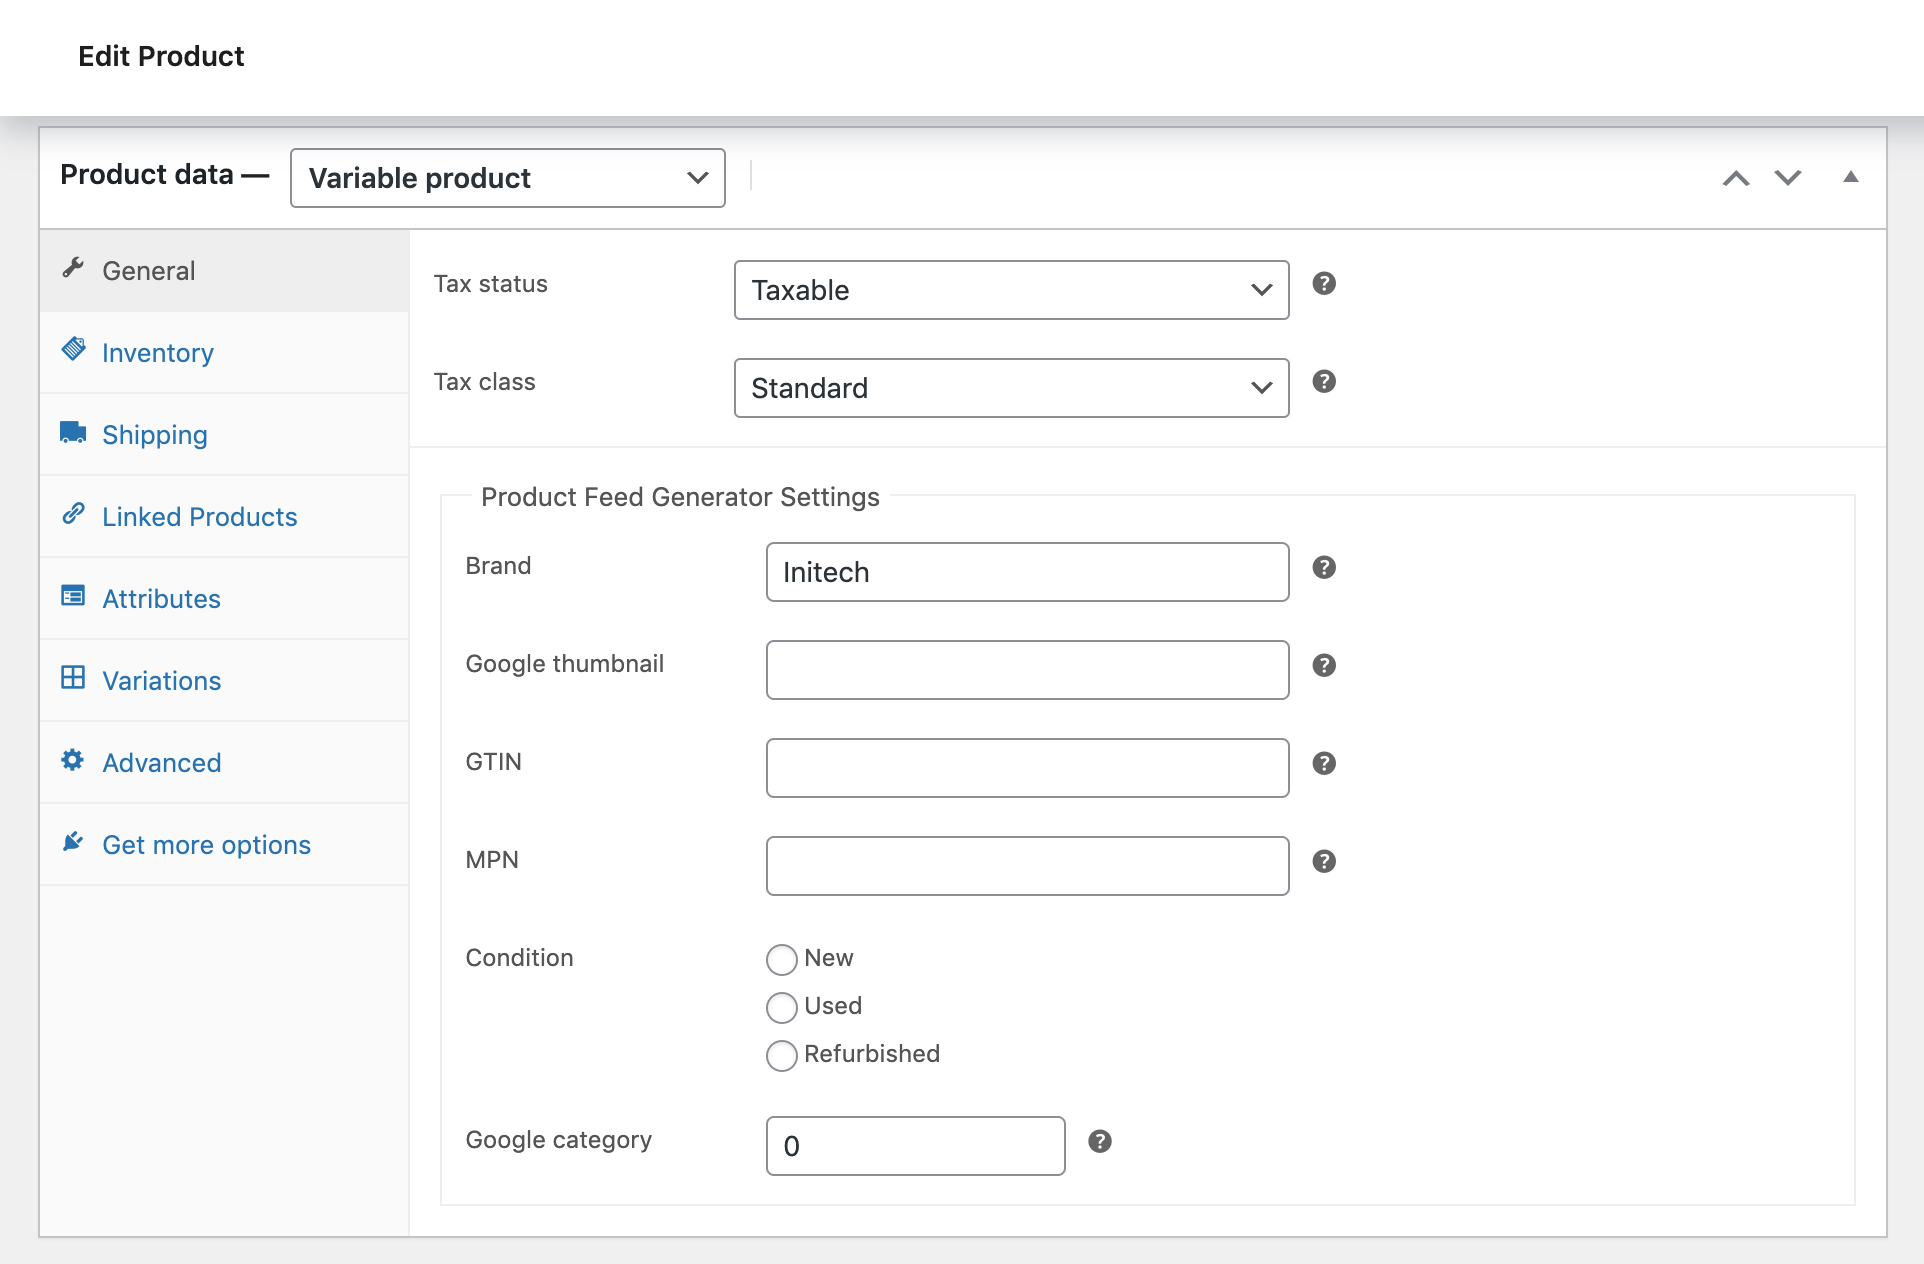 Edit Product
Product data —
Variable product
General
Inventory
Shipping
Linked Products
Attributes
Variations
Advanced
Get more options
Tax status
Taxable
?
Tax class
Standard
?
Product Feed Generator Settings
Brand
Initech
?
Google thumbnail
?
GTIN
?
MPN
?
Condition
New
Used
Refurbished
Google category
0
?